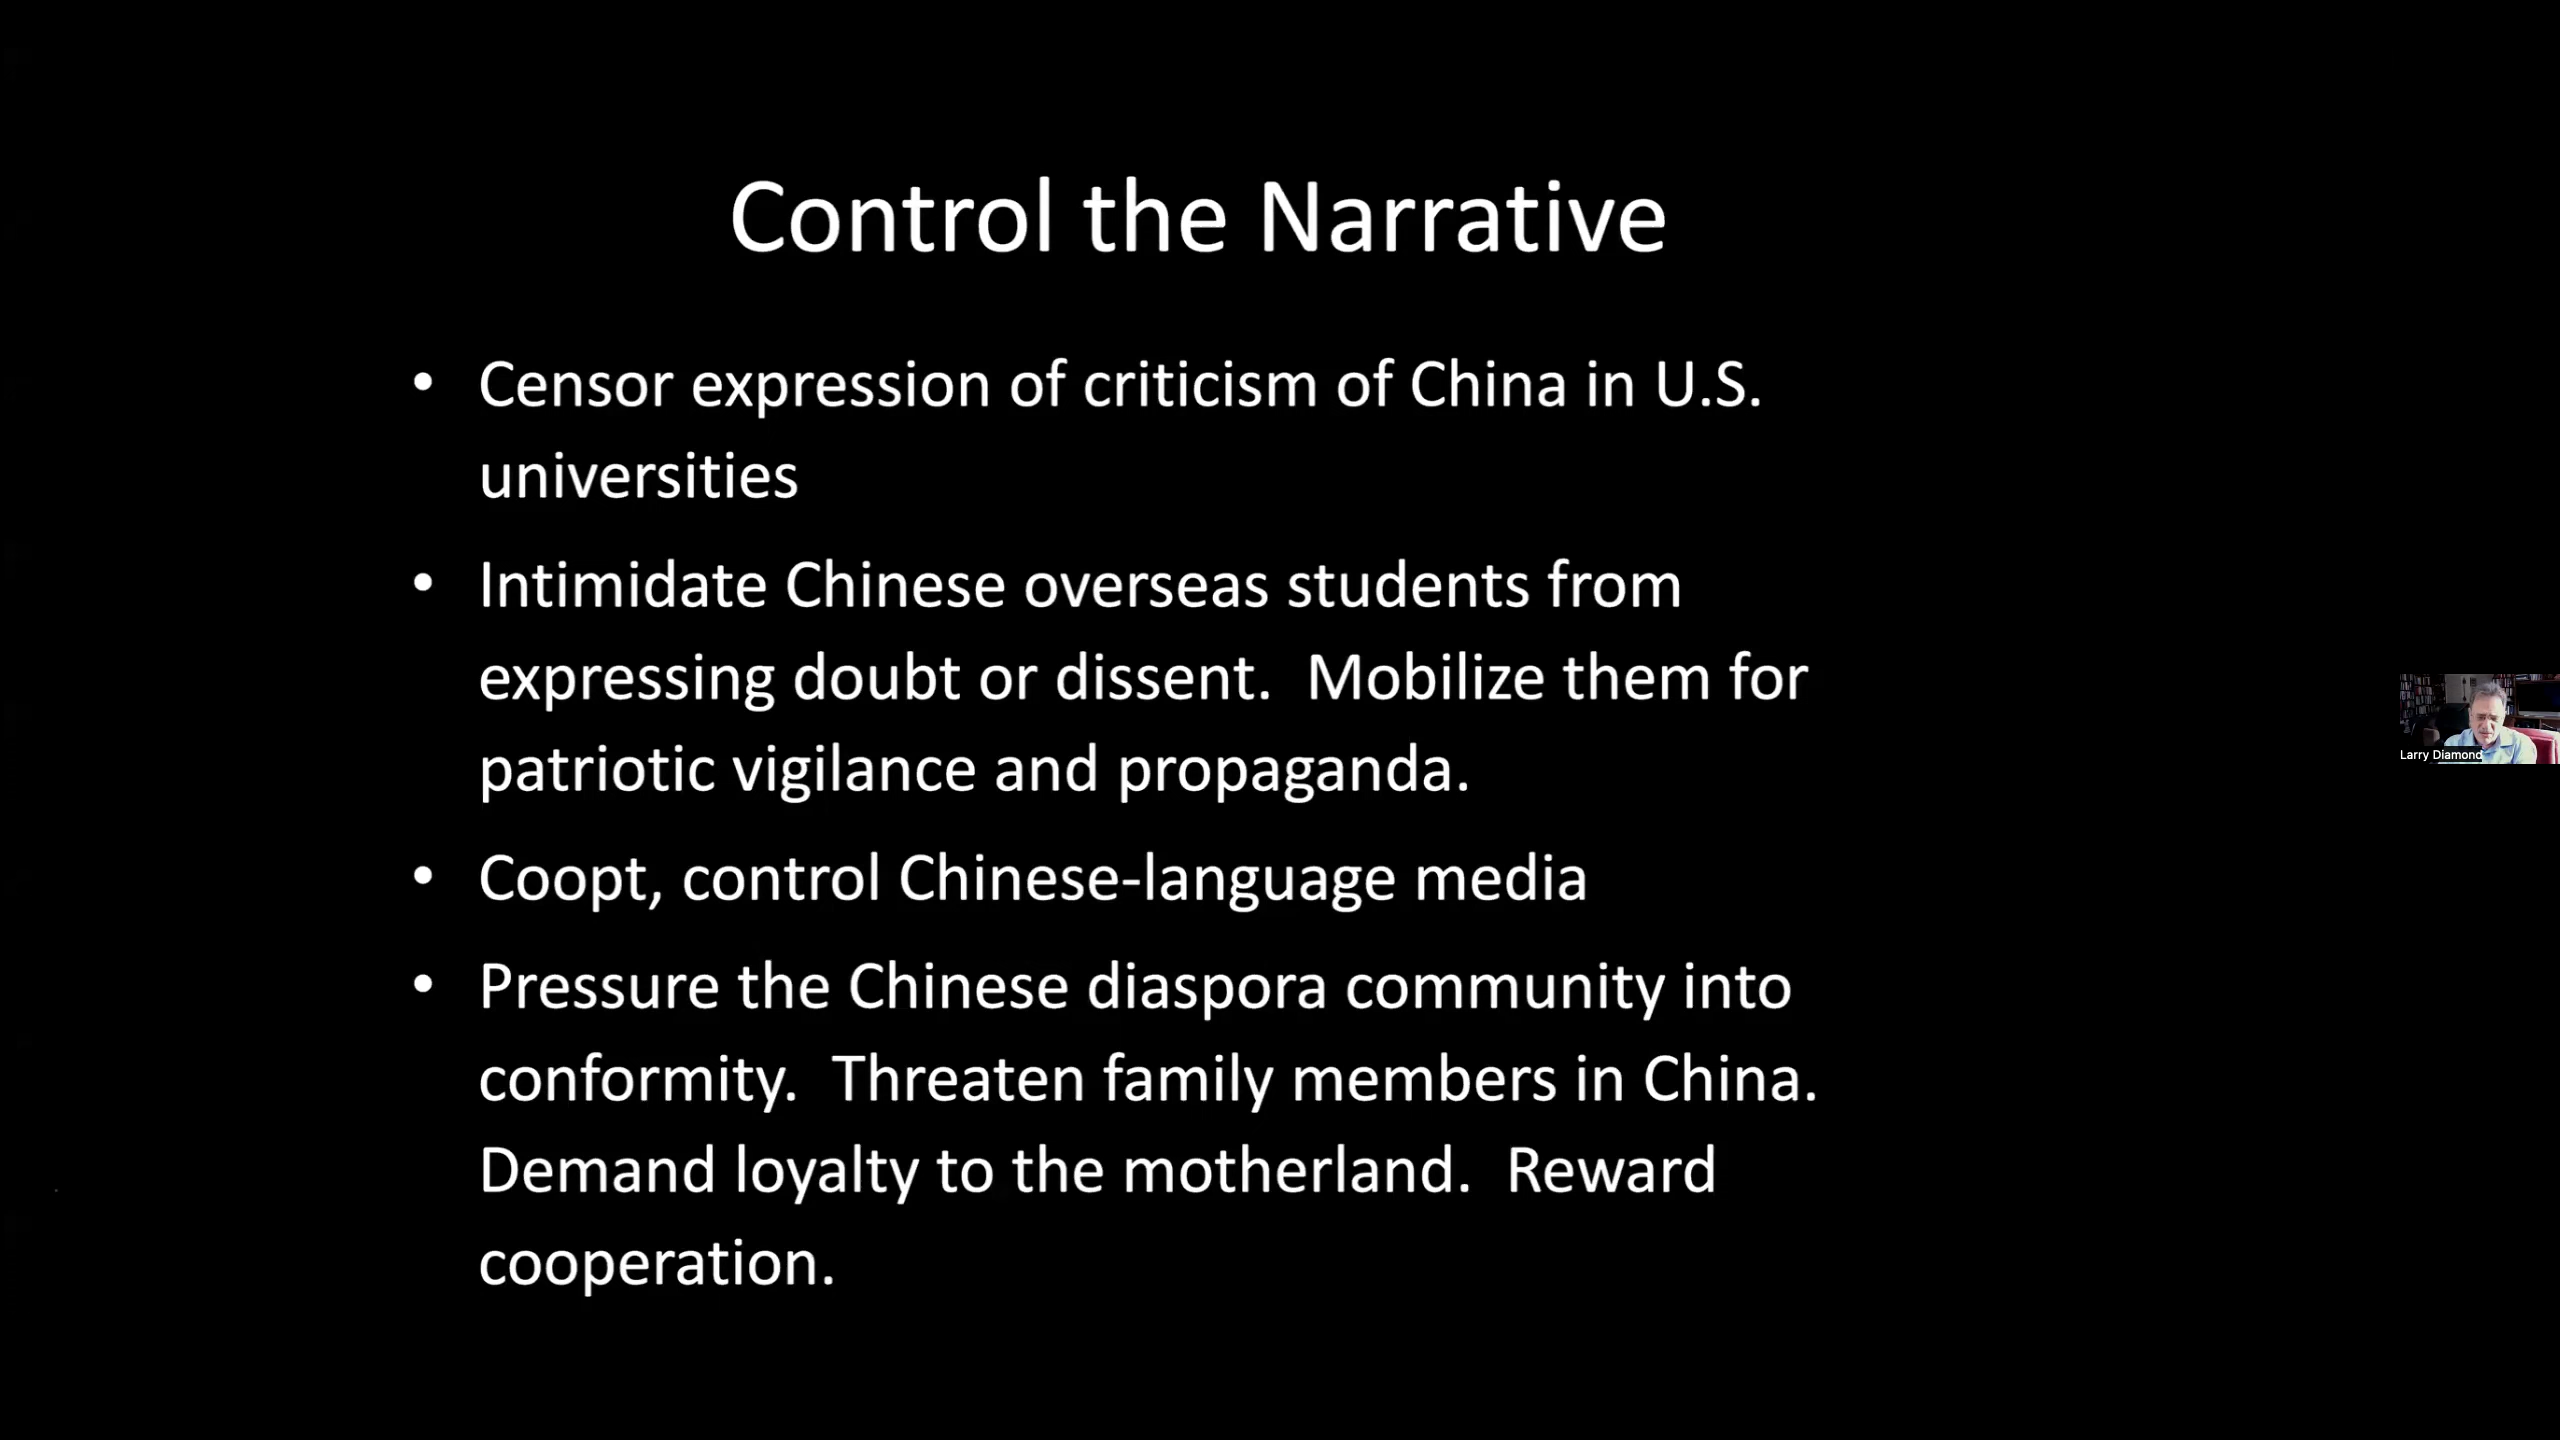 Control the Narrative
• Censor expression of criticism of China in U.S.
universities
• Intimidate Chinese overseas students from
expressing doubt or dissent.  Mobilize them for
patriotic vigilance and propaganda.
• Coopt, control Chinese-language media
• Pressure the Chinese diaspora community into
conformity.  Threaten family members in China.
Demand loyalty to the motherland.  Reward
cooperation.
Larry Diamond